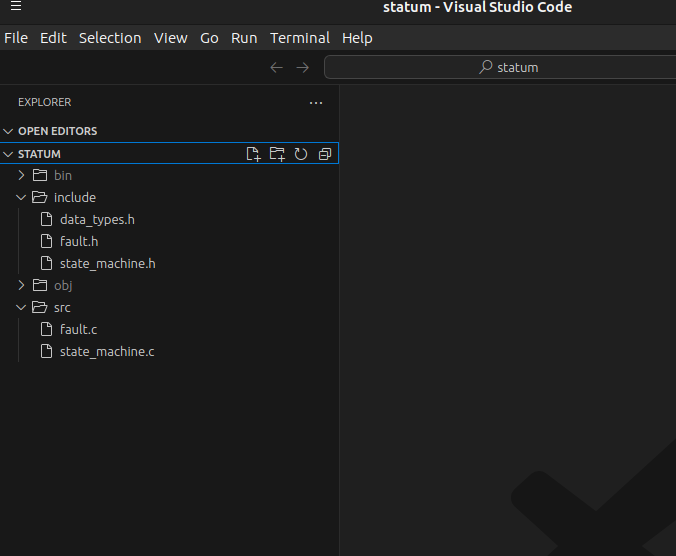 statum - Visual Studio Code
File Edit Selection View Go Run Terminal Help
statum
EXPLORER
OPEN EDITORS
STATUM
bin
include
data_types.h
fault.h
state_machine.h
obj
src
fault.c
state_machine.c